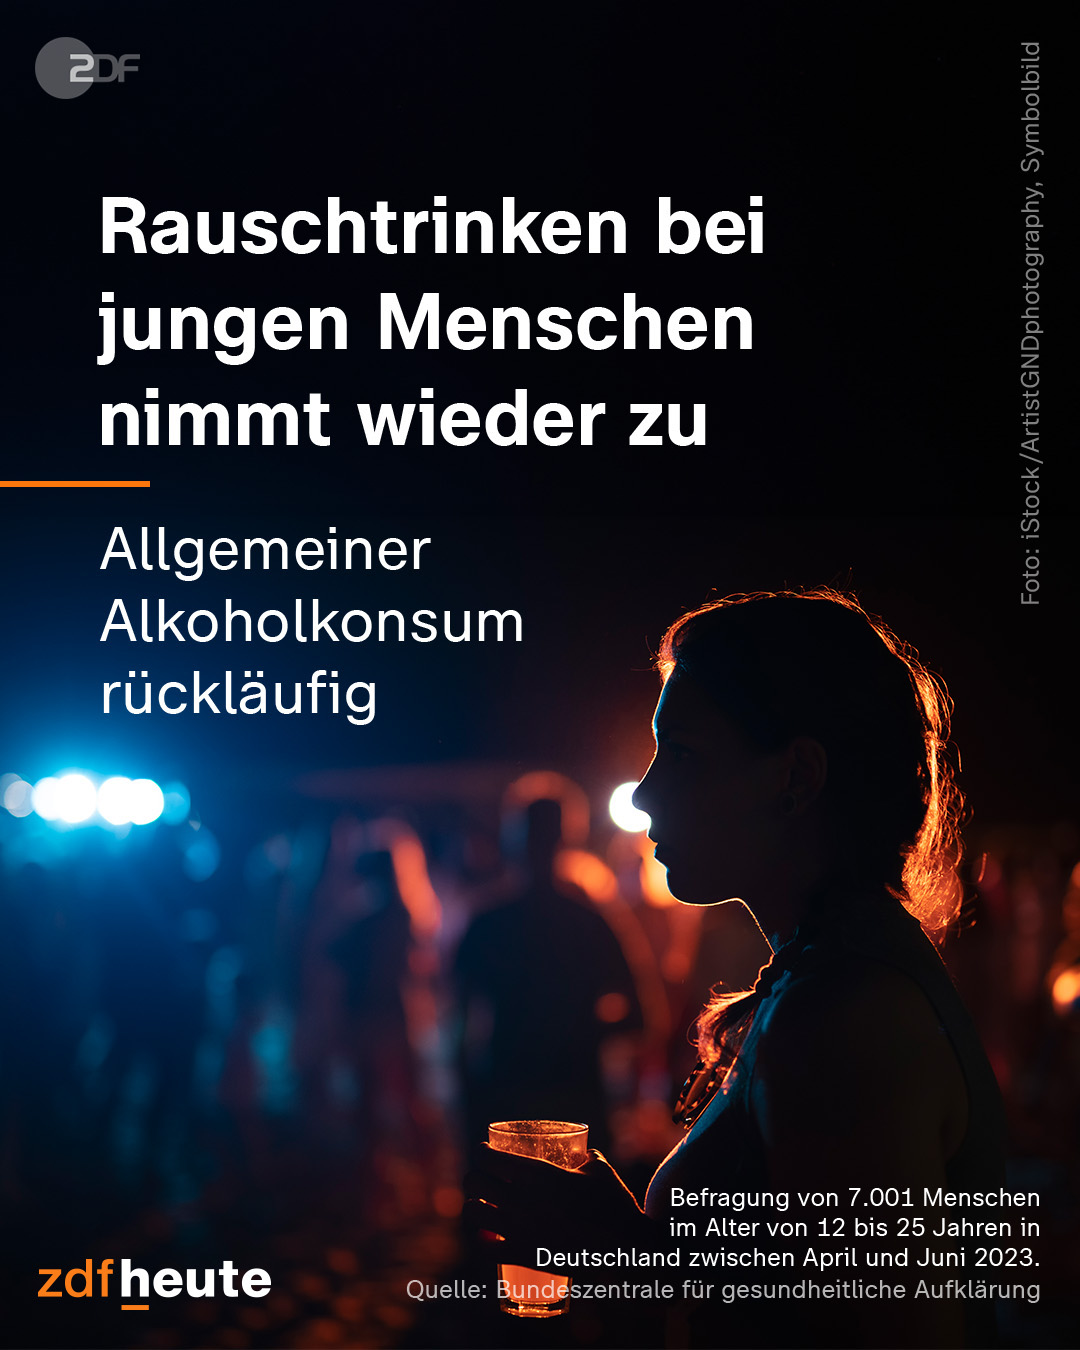 ZDF
Rauschtrinken bei
jungen Menschen
nimmt wieder zu
Allgemeiner
Alkoholkonsum
rückläufig
Foto: iStock/ArtistGNDphotography, Symbolbild
Befragung von 7.001 Menschen
im Alter von 12 bis 25 Jahren in
Deutschland zwischen April und Juni 2023.
Quelle: Bundeszentrale für gesundheitliche Aufklärung
zdfheute